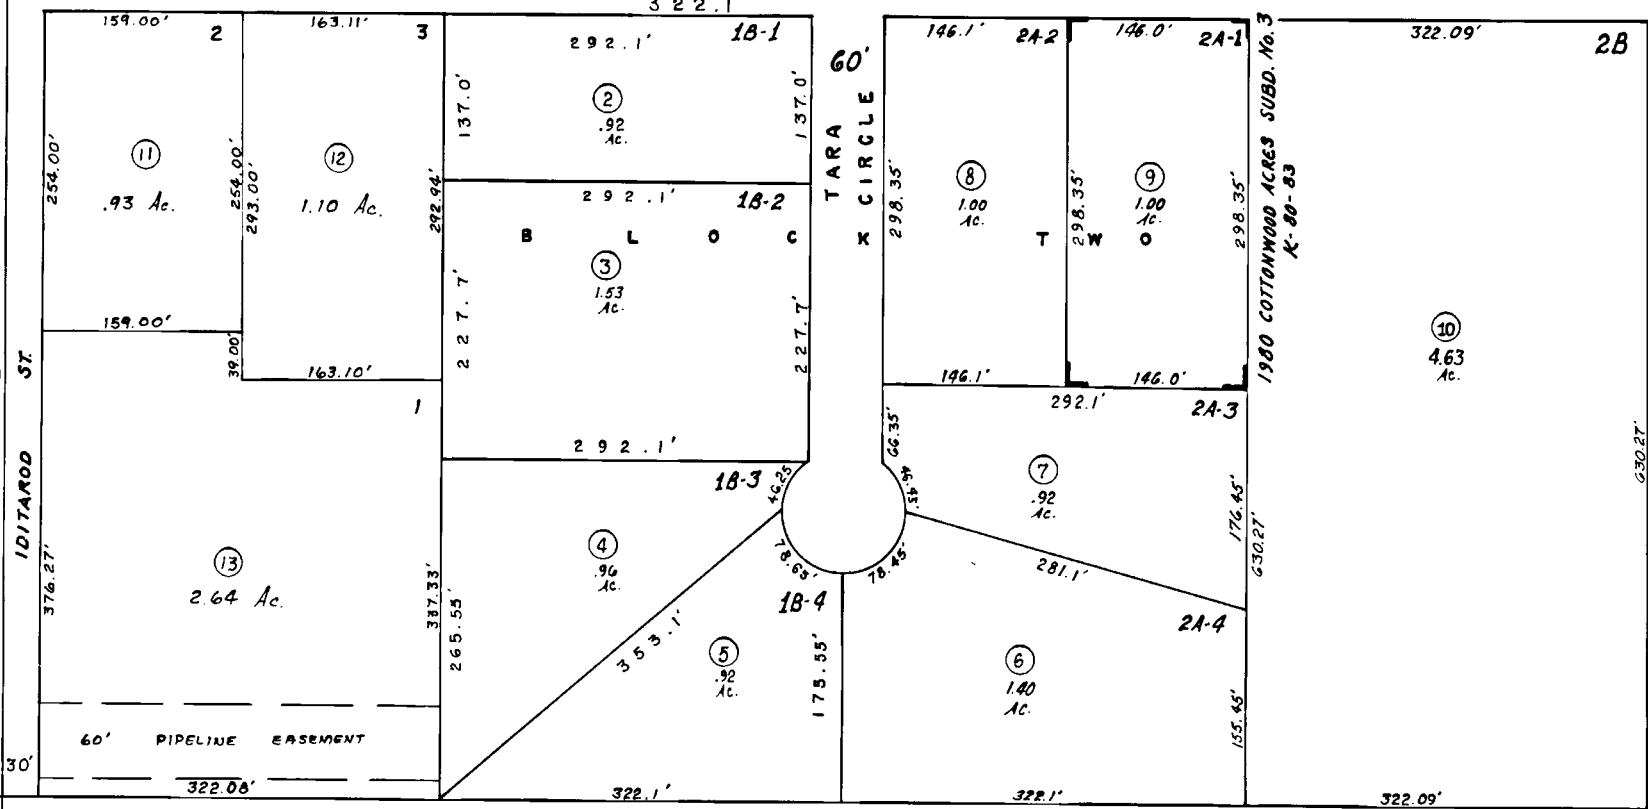 322.1
159.00'
2
163.11'
3
292.1'
1B-1
60'
146.1'
2A-2
146.0'
2A-1
322.09'
2B
137.0'
137.0'
2
.92
Ac.
TARA
CIRCLE
1980 COTTONWOOD ACRES SUBD. No. 3
K-80-83
254.00'
11
.93 Ac.
254.00'
293.00'
12
1.10 Ac.
292.94'
292.1'
1B-2
298.35'
8
1.00
Ac.
298.35'
9
1.00
Ac.
298.35'
BLOCK TWO
3
1.53
Ac.
227.7'
227.7'
10
4.63
Ac.
159.00'
39.00'
163.10'
146.1'
146.0'
IDITAROD ST.
1
292.1'
2A-3
66.35'
292.1'
1B-3
46.25
46.45'
7
.92
Ac.
176.45'
630.27'
630.27'
376.27'
13
2.64 Ac.
337.33'
265.55'
4
.96
Ac.
78.65'
78.45'
281.1'
353.1'
1B-4
2A-4
5
.92
Ac.
175.55'
6
1.40
Ac.
155.45'
60' PIPELINE EASEMENT
30'
322.08'
322.1'
322.1'
322.09'